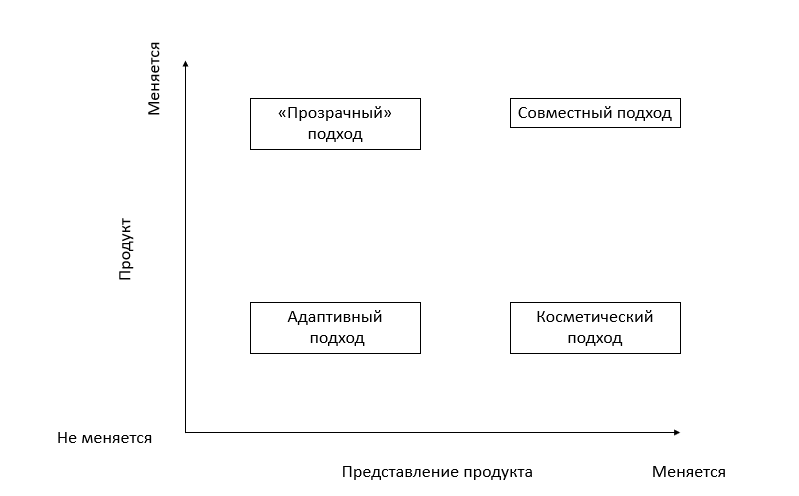 Меняется
«Прозрачный»
подход
Совместный подход
Продукт
Адаптивный
подход
Косметический
подход
Не меняется
Представление продукта
Меняется